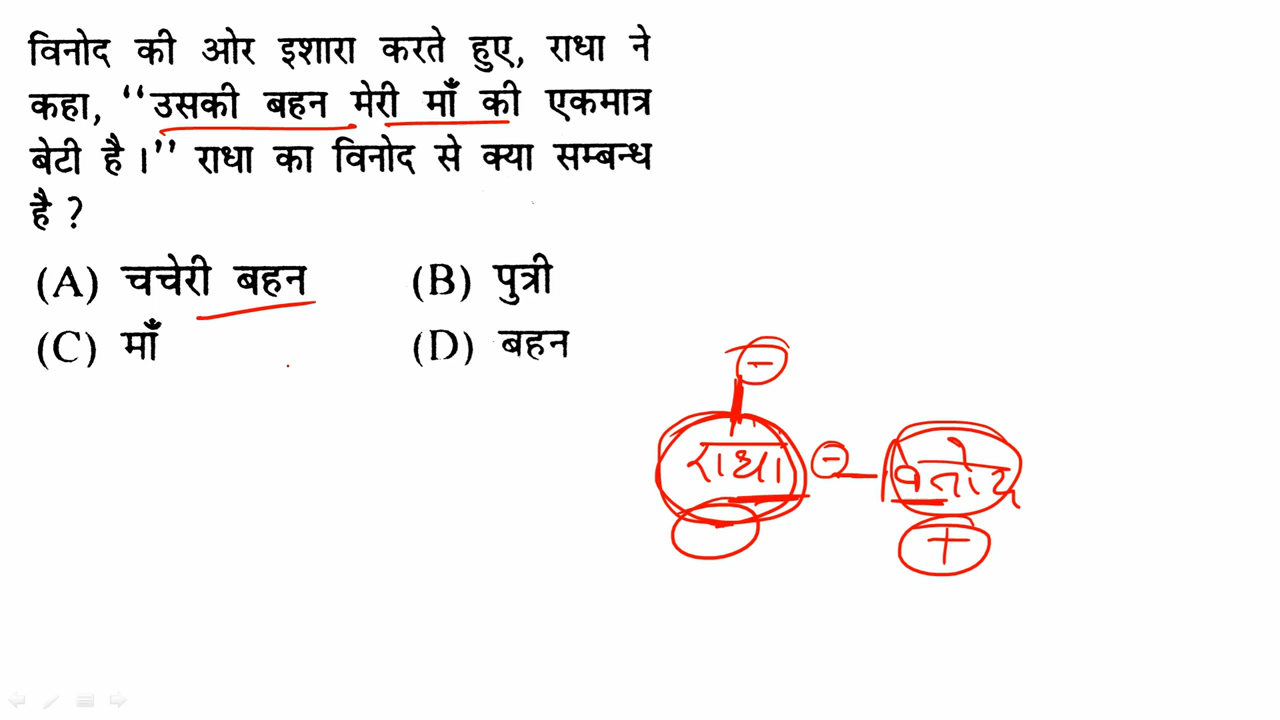 विनोद की ओर इशारा करते हुए, राधा ने
कहा, ‘‘उसकी बहन मेरी माँ की एकमात्र
बेटी है।’’ राधा का विनोद से क्या सम्बन्ध
है ?
(A) चचेरी बहन (B) पुत्री
(C) माँ (D) बहन
−
राधा − विनोद
+